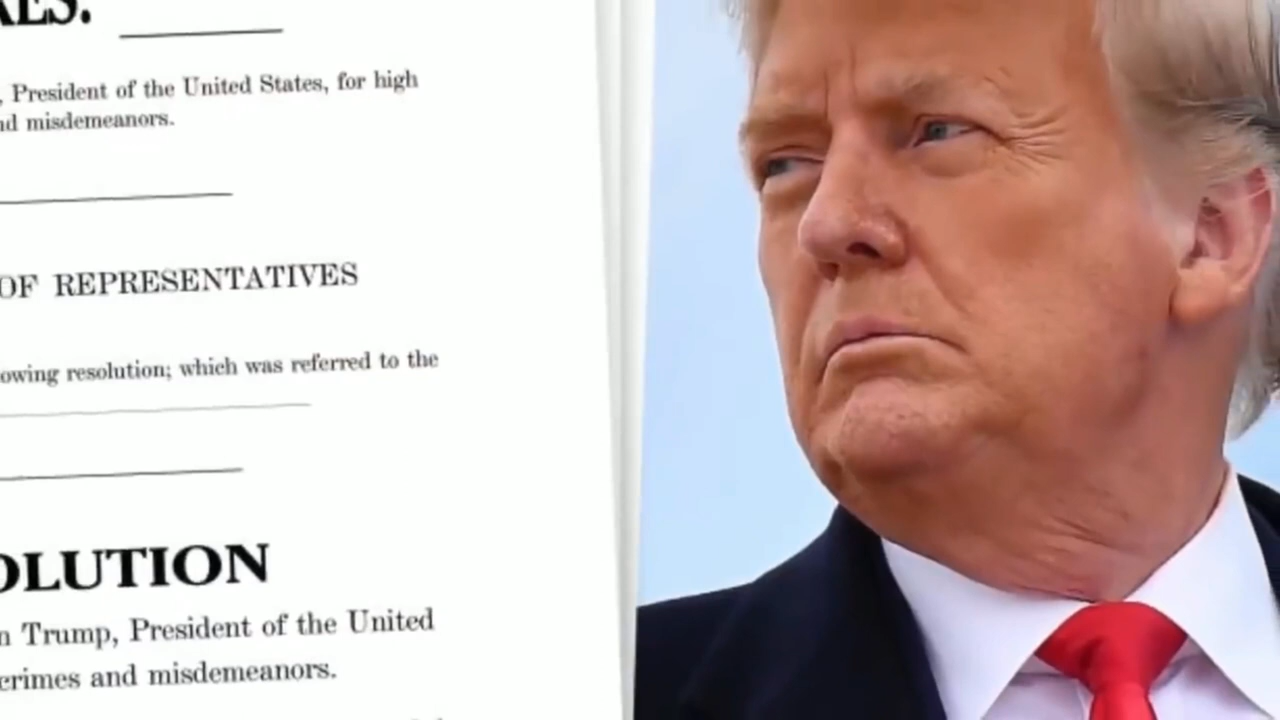 , President of the United States, for high
misdemeanors.
OF REPRESENTATIVES
resolution; which was referred to the
Trump, President of the United
crimes and misdemeanors.